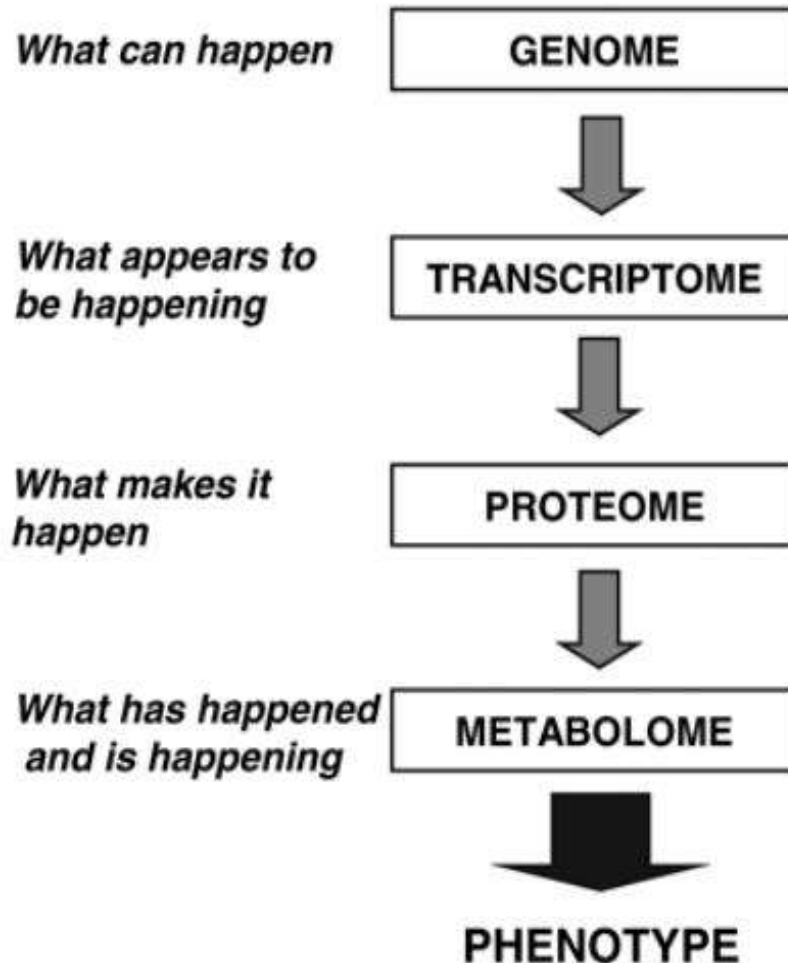 What can happen
GENOME
What appears to
be happening
TRANSCRIPTOME
What makes it
happen
PROTEOME
What has happened
and is happening
METABOLOME
PHENOTYPE